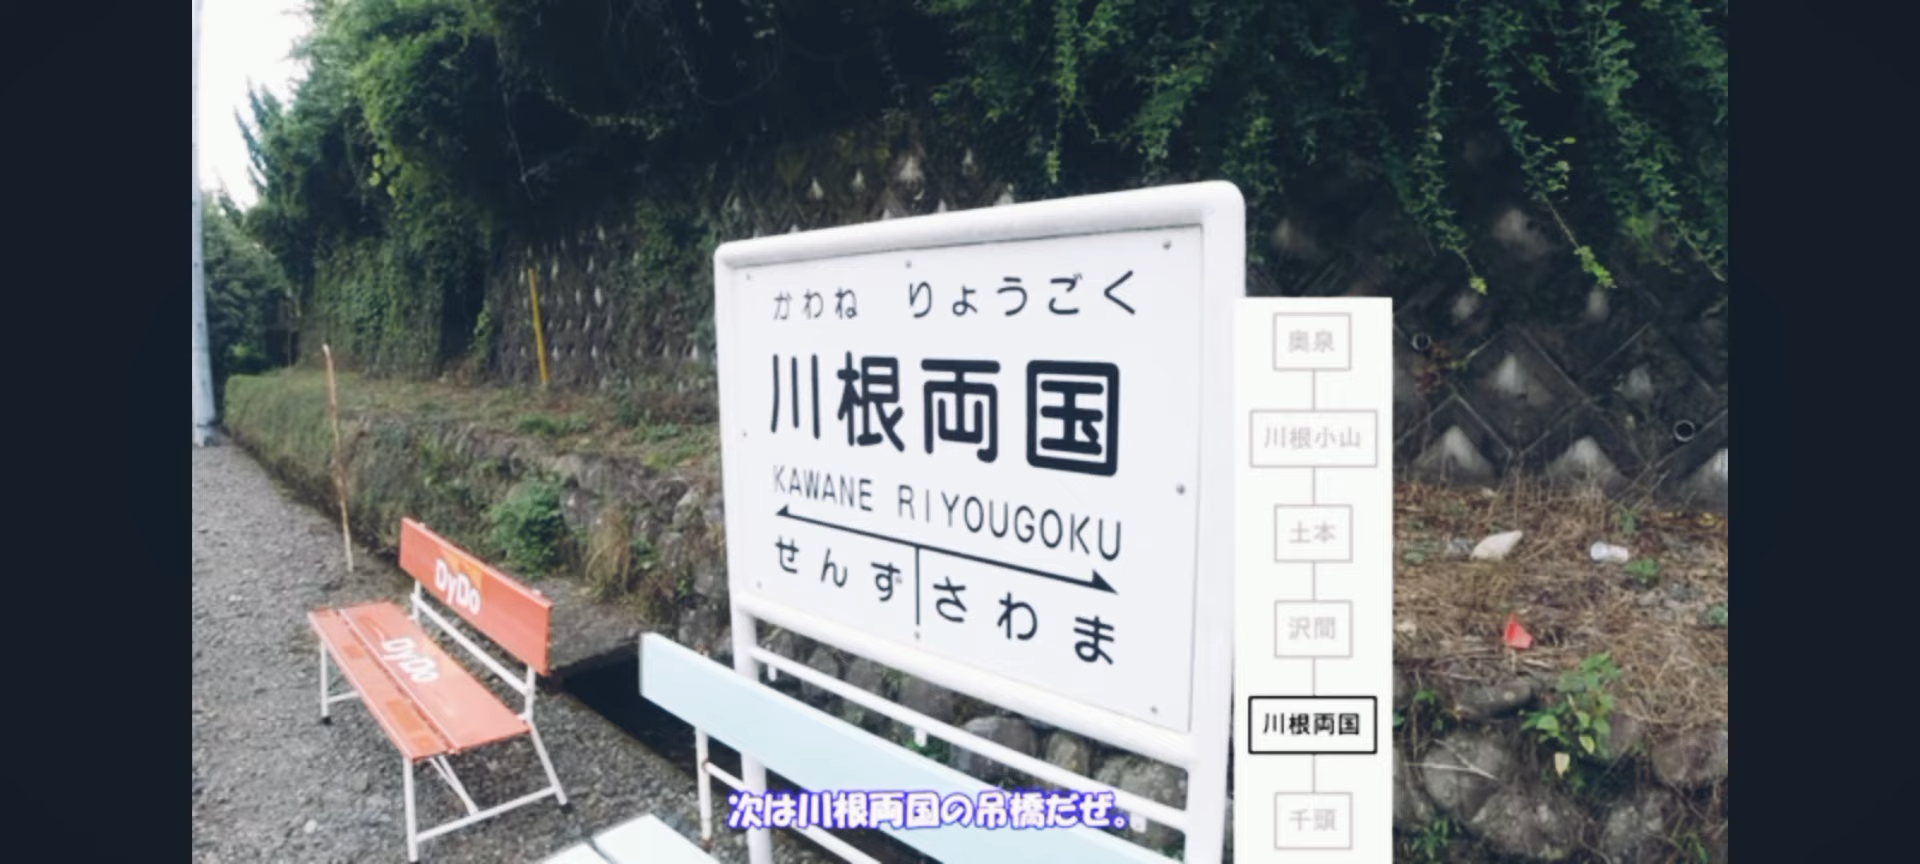 かわね りょうごく
川根両国
KAWANE RIYOUGOKU
せんず さわま
DyDo
DyDo
奥泉
川根小山
土本
沢間
川根両国
千頭
次は川根両国の吊橋だぜ。